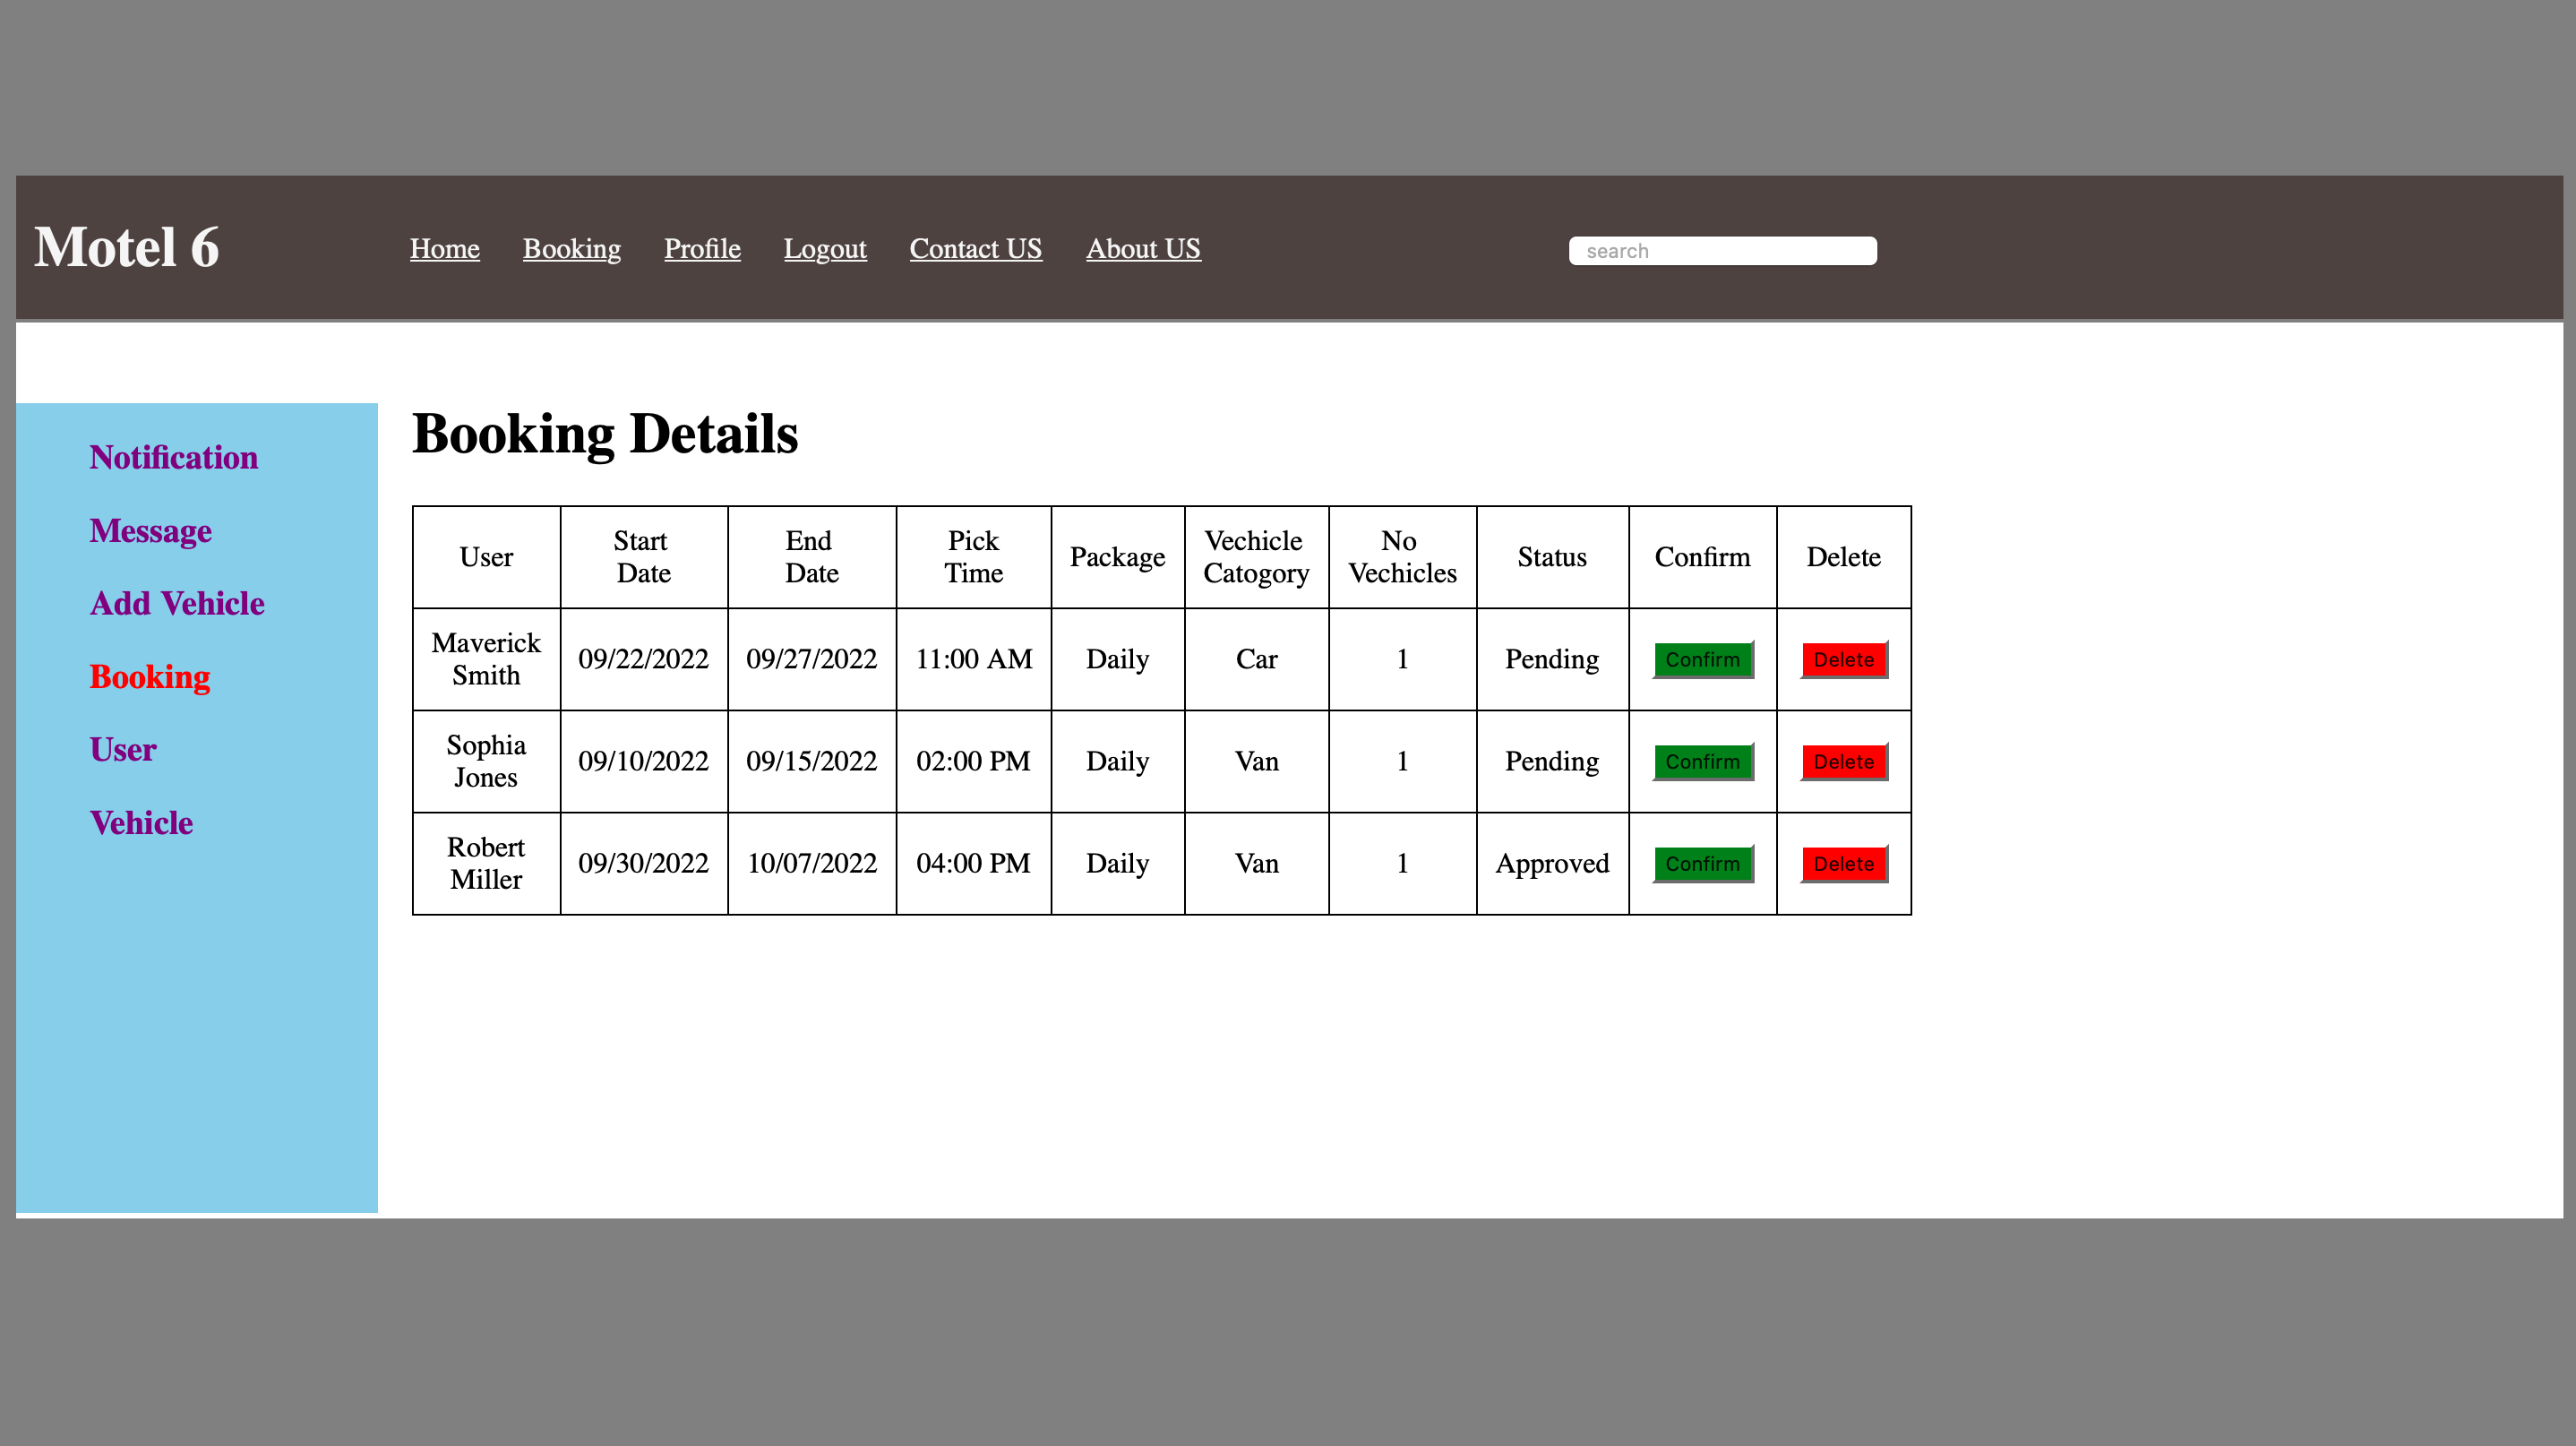 Motel 6
Home Booking Profile Logout Contact US About US search
Notification
Message
Add Vehicle
Booking
User
Vehicle
Booking Details
User Start Date End Date Pick Time Package Vechicle Catogory No Vechicles Status Confirm Delete
Maverick Smith 09/22/2022 09/27/2022 11:00 AM Daily Car 1 Pending Confirm Delete
Sophia Jones 09/10/2022 09/15/2022 02:00 PM Daily Van 1 Pending Confirm Delete
Robert Miller 09/30/2022 10/07/2022 04:00 PM Daily Van 1 Approved Confirm Delete